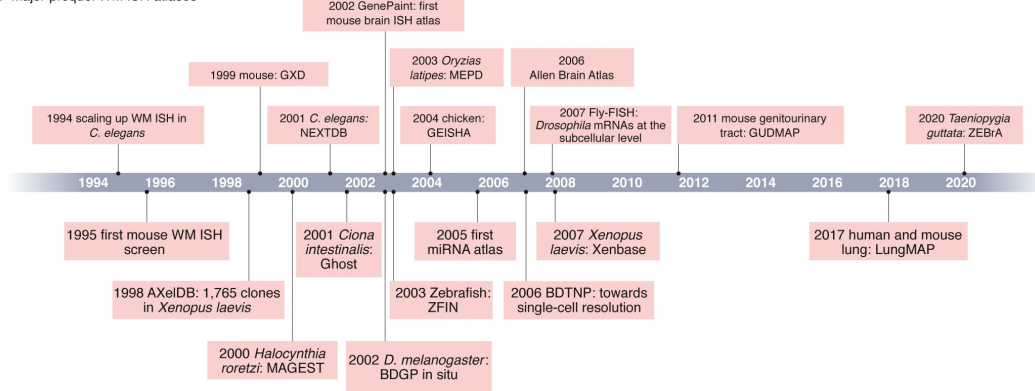 major prequel WM ISH atlases
2002 GenePaint: first
mouse brain ISH atlas
2003 Oryzias
latipes: MEPD
2006
Allen Brain Atlas
1999 mouse: GXD
1994 scaling up WM ISH in
C. elegans
2001 C. elegans:
NEXTDB
2004 chicken:
GEISHA
2007 Fly-FISH:
Drosophila mRNAs at the
subcellular level
2011 mouse genitourinary
tract: GUDMAP
2020 Taeniopygia
guttata: ZEBrA
1994 1996 1998 2000 2002 2004 2006 2008 2010 2012 2014 2016 2018 2020
1995 first mouse WM ISH
screen
2001 Ciona
intestinalis:
Ghost
2005 first
miRNA atlas
2007 Xenopus
laevis: Xenbase
2017 human and mouse
lung: LungMAP
1998 AXelDB: 1,765 clones
in Xenopus laevis
2003 Zebrafish:
ZFIN
2006 BDTNP: towards
single-cell resolution
2000 Halocynthia
roretzi: MAGEST
2002 D. melanogaster:
BDGP in situ